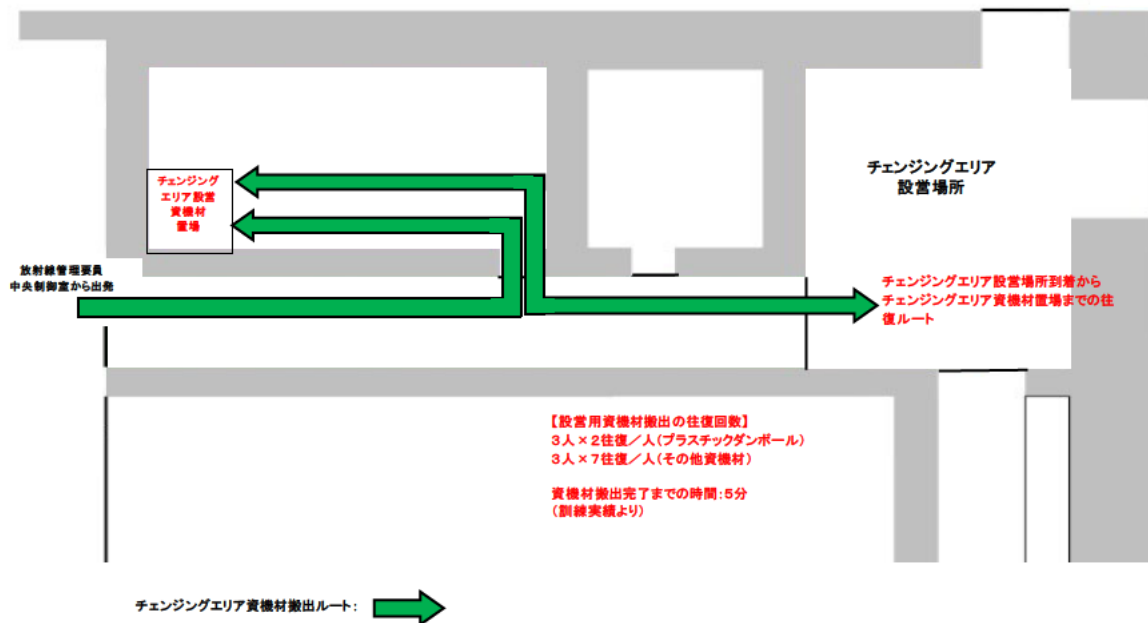 チェンジングエリア
設営場所
チェンジング
エリア設営
資機材
置場
放射線管理要員
中央制御室から出発
チェンジングエリア設営場所到着から
チェンジングエリア資機材置場までの往
復ルート
【設営用資機材搬出の往復回数】
3人×2往復/人(プラスチックダンボール)
3人×7往復/人(その他資機材)
資機材搬出完了までの時間:5分
(訓練実績より)
チェンジングエリア資機材搬出ルート: